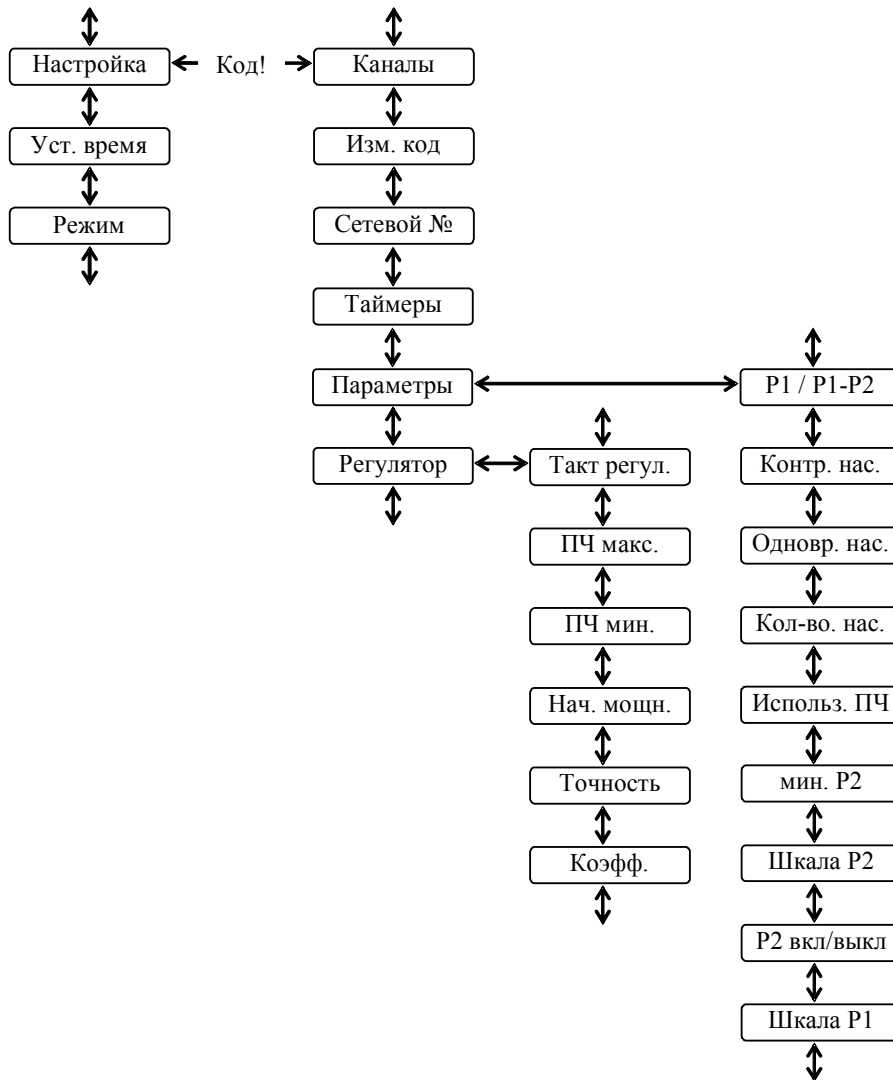 Настройка
Код!
Каналы
Уст. время
Изм. код
Режим
Сетевой №
Таймеры
Параметры
P1 / P1-P2
Регулятор
Такт регул.
Контр. нас.
ПЧ макс.
Одновр. нас.
ПЧ мин.
Кол-во. нас.
Нач. мощн.
Использ. ПЧ
Точность
мин. P2
Коэфф.
Шкала P2
P2 вкл/выкл
Шкала P1